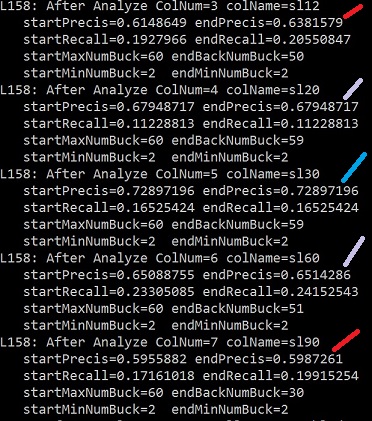 L158: After Analyze ColNum=3 colName=sl12
startPrecis=0.6148649 endPrecis=0.6381579
startRecall=0.1927966 endRecall=0.20550847
startMaxNumBuck=60 endBackNumBuck=50
startMinNumBuck=2 endMinNumBuck=2
L158: After Analyze ColNum=4 colName=sl20
startPrecis=0.67948717 endPrecis=0.67948717
startRecall=0.11228813 endRecall=0.11228813
startMaxNumBuck=60 endBackNumBuck=59
startMinNumBuck=2 endMinNumBuck=2
L158: After Analyze ColNum=5 colName=sl30
startPrecis=0.72897196 endPrecis=0.72897196
startRecall=0.16525424 endRecall=0.16525424
startMaxNumBuck=60 endBackNumBuck=59
startMinNumBuck=2 endMinNumBuck=2
L158: After Analyze ColNum=6 colName=sl60
startPrecis=0.65088755 endPrecis=0.6514286
startRecall=0.23305085 endRecall=0.24152543
startMaxNumBuck=60 endBackNumBuck=51
startMinNumBuck=2 endMinNumBuck=2
L158: After Analyze ColNum=7 colName=sl90
startPrecis=0.5955882 endPrecis=0.5987261
startRecall=0.17161018 endRecall=0.19915254
startMaxNumBuck=60 endBackNumBuck=30
startMinNumBuck=2 endMinNumBuck=2